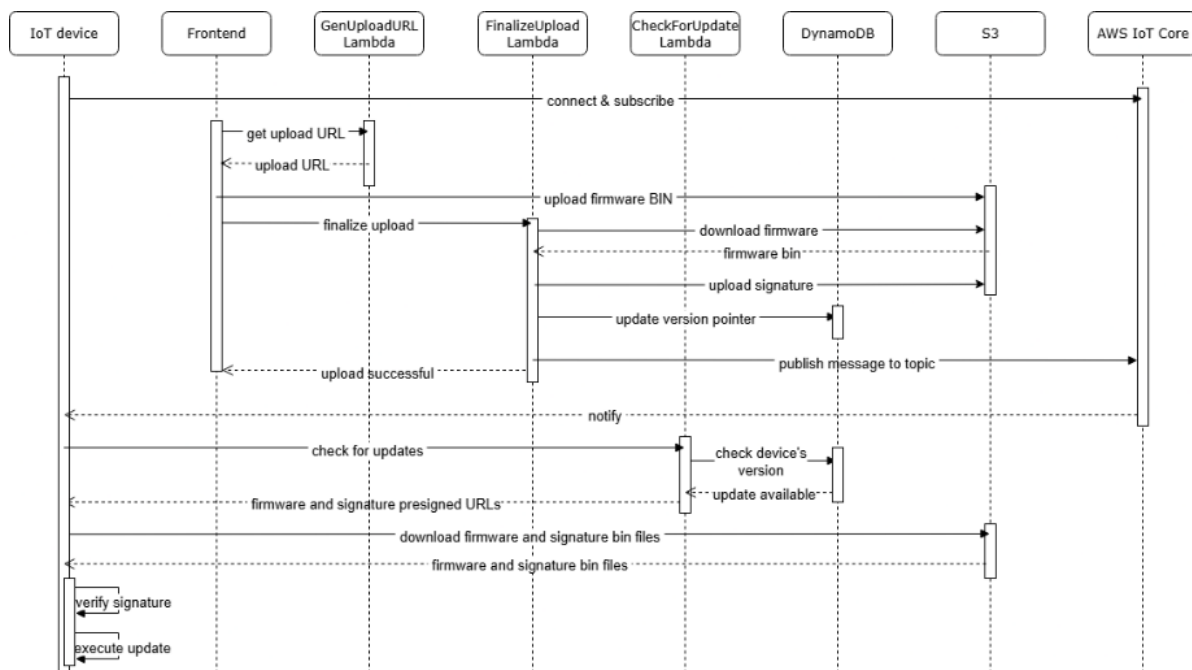 IoT device
Frontend
GenUploadURL
Lambda
FinalizeUpload
Lambda
CheckForUpdate
Lambda
DynamoDB
S3
AWS IoT Core
connect & subscribe
get upload URL
upload URL
upload firmware BIN
finalize upload
download firmware
firmware bin
upload signature
update version pointer
publish message to topic
upload successful
notify
check for updates
check device's
version
update available
firmware and signature presigned URLs
download firmware and signature bin files
firmware and signature bin files
verify signature
execute update